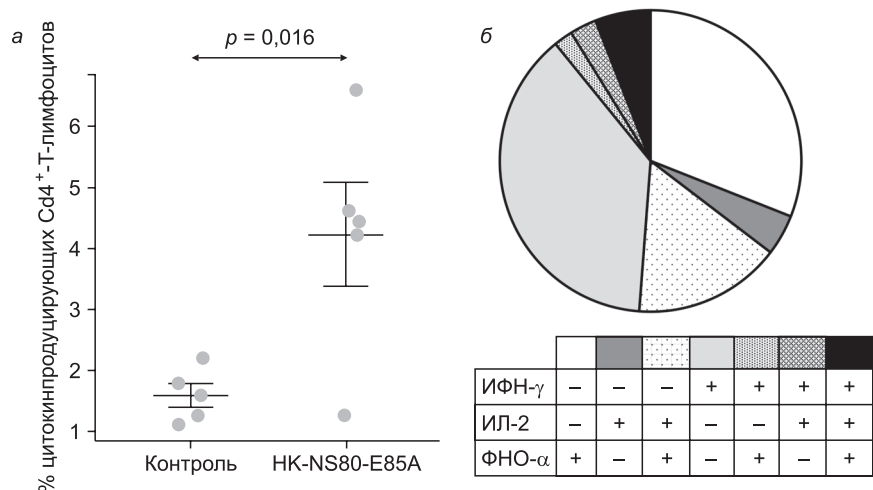 а
p = 0,016
% цитокинпродуцирующих Cd4⁺-Т-лимфоцитов
6
5
4
3
2
1
Контроль HK-NS80-E85A
б
ИФН-γ – – – + + + +
ИЛ-2 – + + – – + +
ФНО-α + – + – + – +